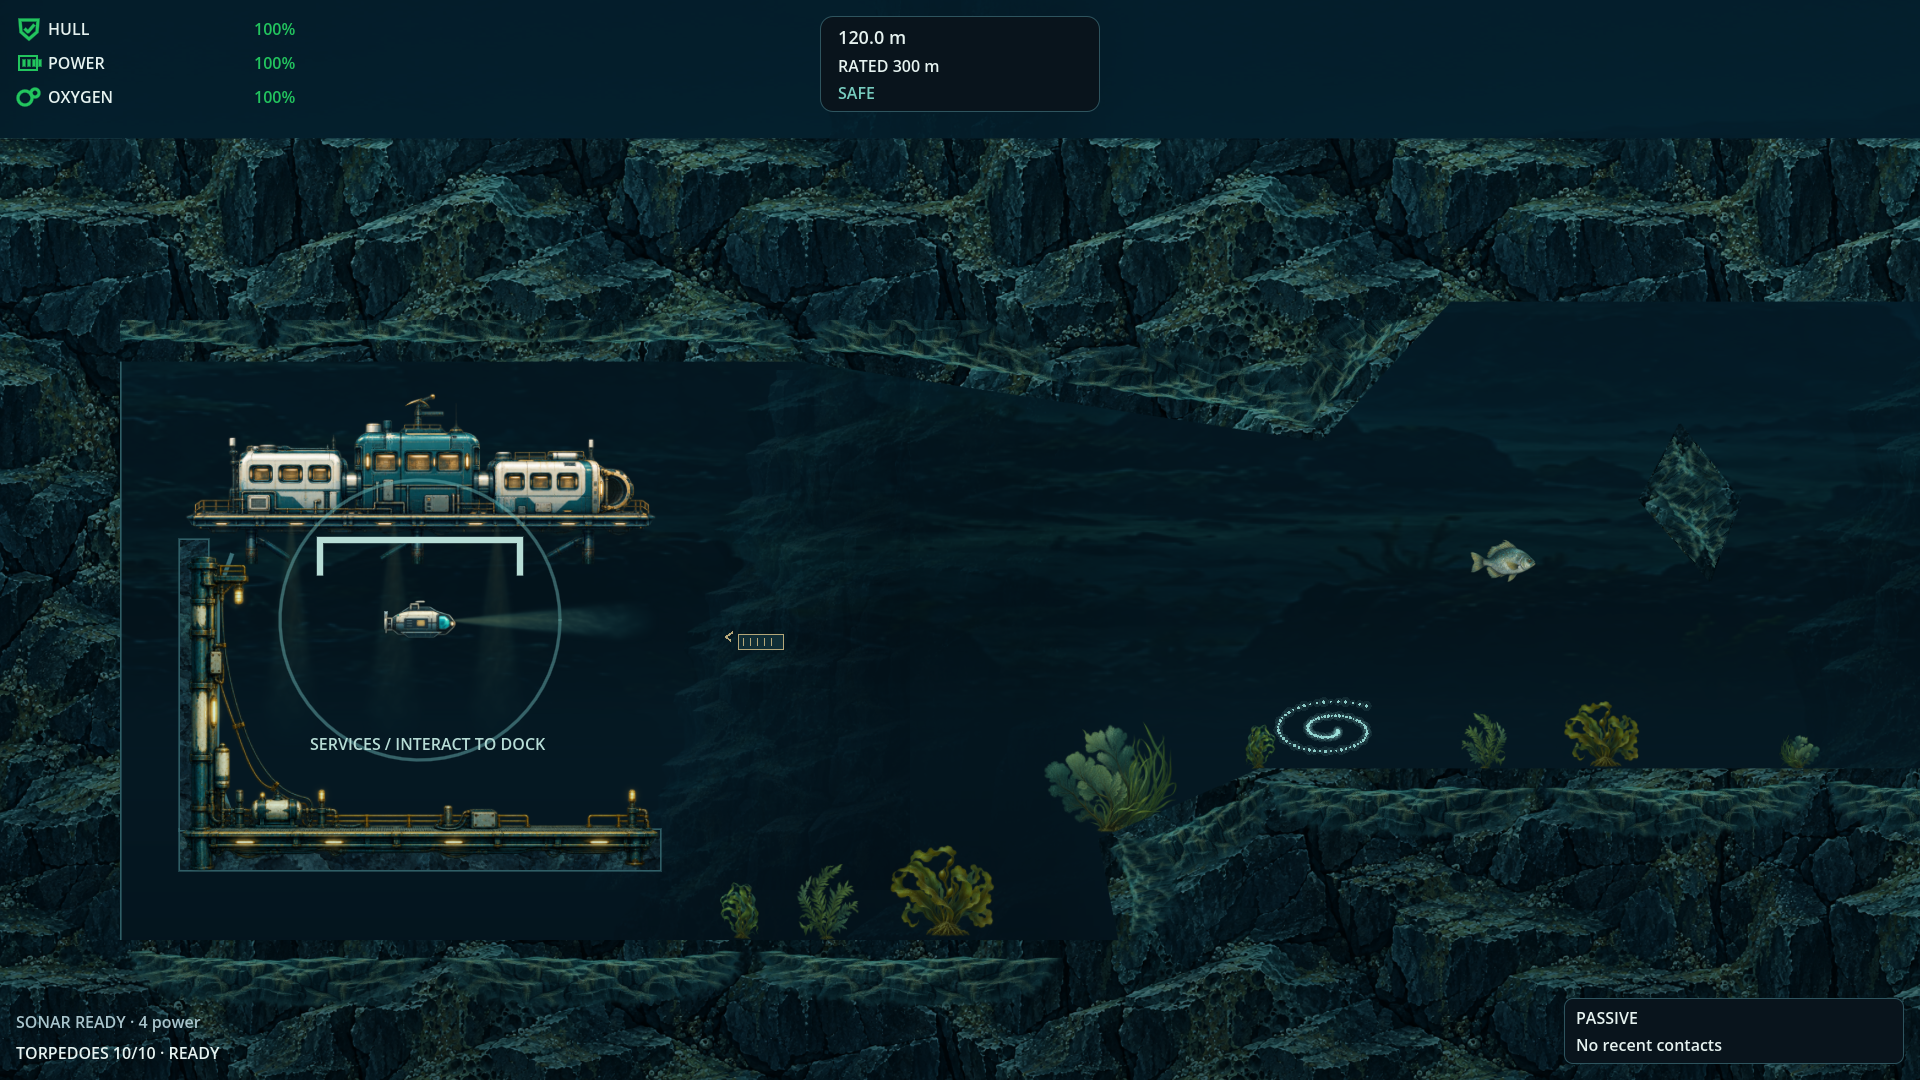 HULL 100%
POWER 100%
OXYGEN 100%
120.0 m
RATED 300 m
SAFE
SERVICES / INTERACT TO DOCK
SONAR READY · 4 power
TORPEDOES 10/10 · READY
PASSIVE
No recent contacts